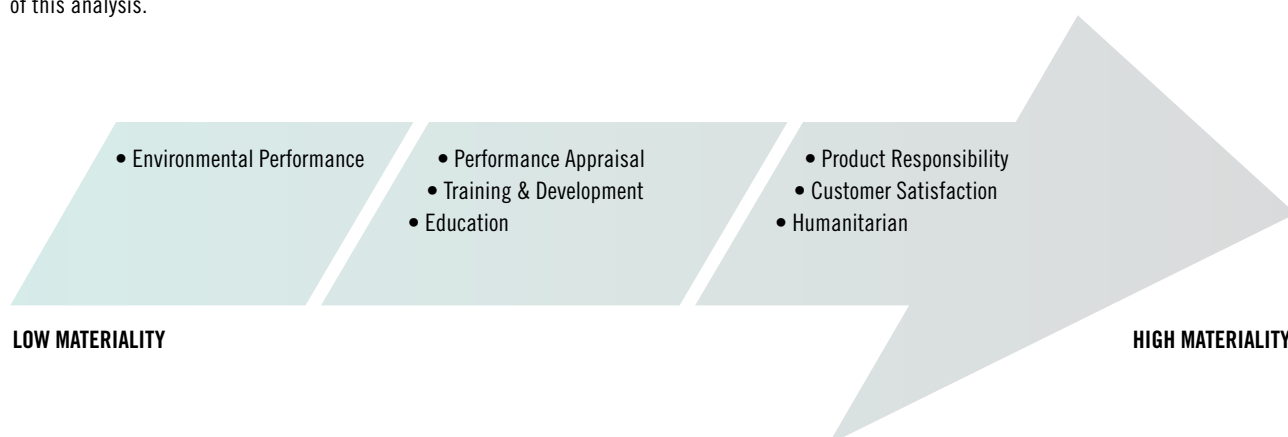 of this analysis.
• Environmental Performance
• Performance Appraisal
• Training & Development
• Education
• Product Responsibility
• Customer Satisfaction
• Humanitarian
LOW MATERIALITY
HIGH MATERIALITY